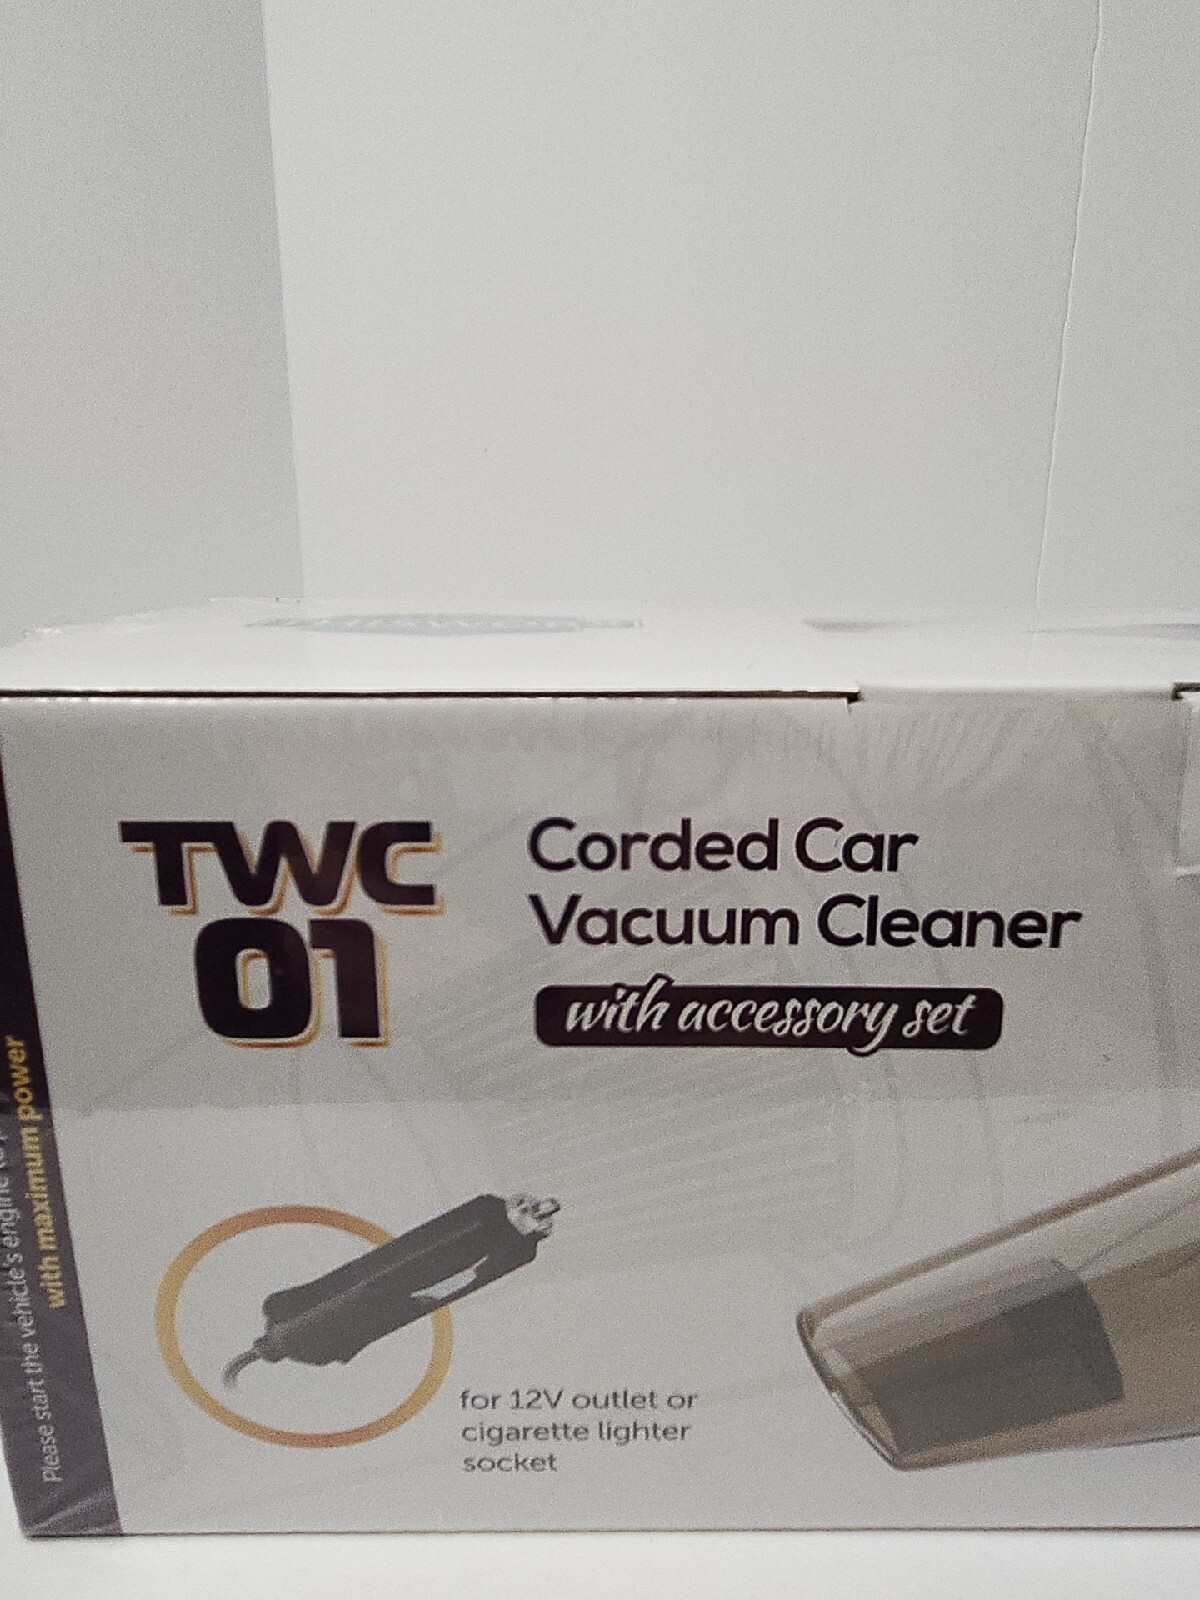 TWC
01
Corded Car
Vacuum Cleaner
with accessory set
for 12V outlet or
cigarette lighter
socket
Please start the vehicle's engine
with maximum power